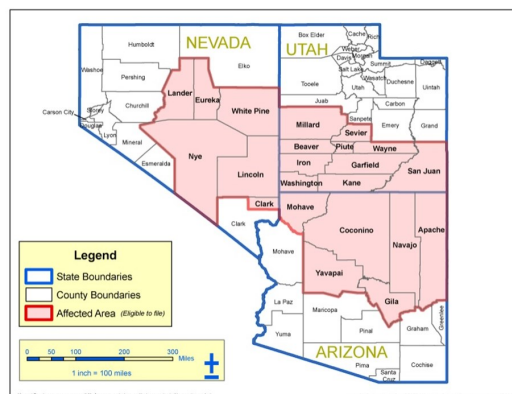 NEVADA
UTAH
Humboldt
Elko
Washoe
Pershing
Lander
Eureka
White Pine
Churchill
Storey
Carson City
Douglas
Lyon
Mineral
Esmeralda
Nye
Lincoln
Clark
Clark
Box Elder
Cache
Rich
Weber
Davis
Morgan
Salt Lake
Summit
Daggett
Tooele
Wasatch
Duchesne
Utah
Uintah
Juab
Carbon
Sanpete
Millard
Emery
Grand
Sevier
Beaver
Piute
Wayne
Iron
Garfield
San Juan
Washington
Kane
Mohave
Coconino
Navajo
Apache
Mohave
Yavapai
La Paz
Maricopa
Gila
Yuma
Pinal
Graham
Greenlee
ARIZONA
Pima
Cochise
Santa
Cruz
Legend
State Boundaries
County Boundaries
Affected Area (Eligible to file)
0 50 100 200 300
Miles
1 inch = 100 miles